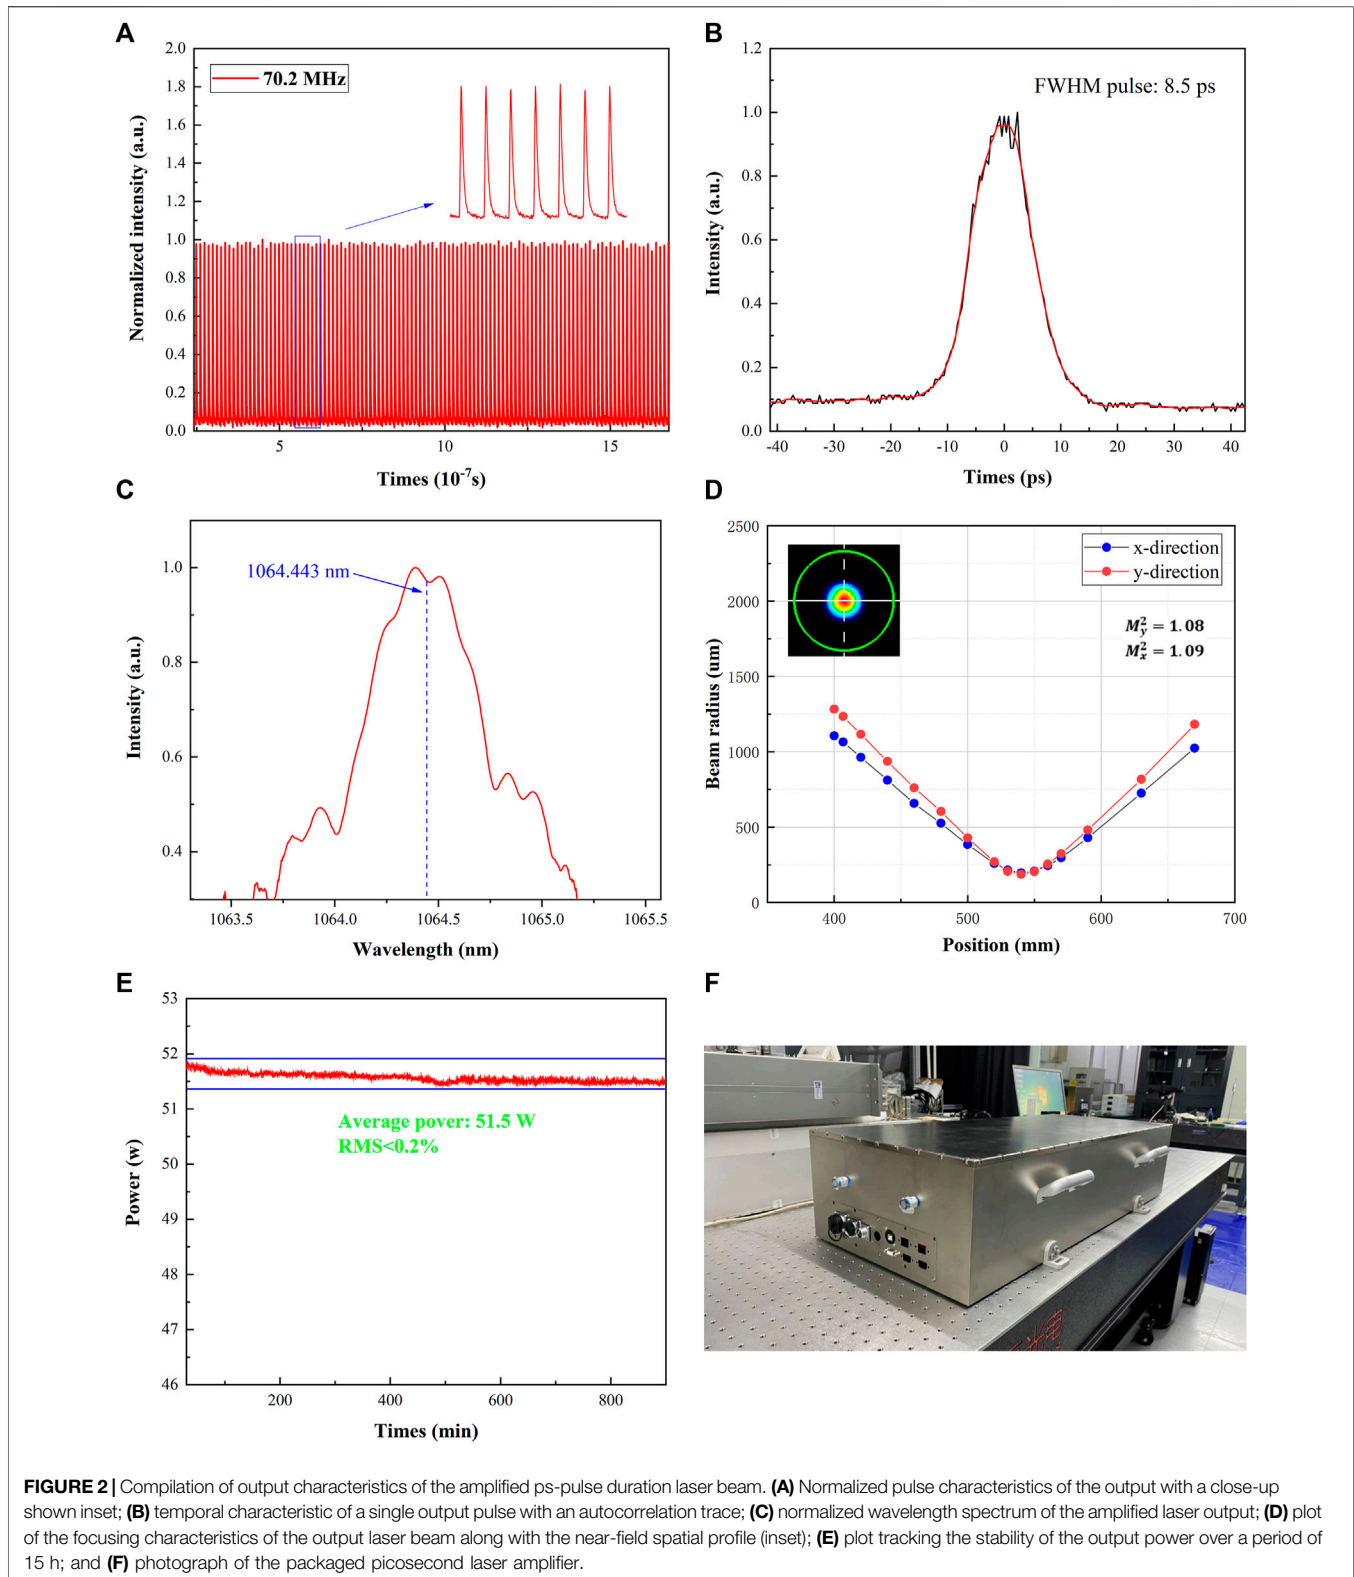 A
2.0
1.8
1.6
1.4
1.2
1.0
0.8
0.6
0.4
0.2
0.0
70.2 MHz
Normalized intensity (a.u.)
5
10
15
Times (10⁻⁷s)
B
1.2
1.0
0.8
0.6
0.4
0.2
0.0
FWHM pulse: 8.5 ps
Intensity (a.u.)
-40
-30
-20
-10
0
10
20
30
40
Times (ps)
C
1.0
0.8
0.6
0.4
1064.443 nm
Intensity (a.u.)
1063.5
1064.0
1064.5
1065.0
1065.5
Wavelength (nm)
D
2500
2000
1500
1000
500
0
x-direction
y-direction
M²y = 1.08
M²x = 1.09
Beam radius (um)
400
500
600
700
Position (mm)
E
53
52
51
50
49
48
47
46
Average pover: 51.5 W
RMS<0.2%
Power (w)
200
400
600
800
Times (min)
F
FIGURE 2 | Compilation of output characteristics of the amplified ps-pulse duration laser beam. (A) Normalized pulse characteristics of the output with a close-up
shown inset; (B) temporal characteristic of a single output pulse with an autocorrelation trace; (C) normalized wavelength spectrum of the amplified laser output; (D) plot
of the focusing characteristics of the output laser beam along with the near-field spatial profile (inset); (E) plot tracking the stability of the output power over a period of
15 h; and (F) photograph of the packaged picosecond laser amplifier.